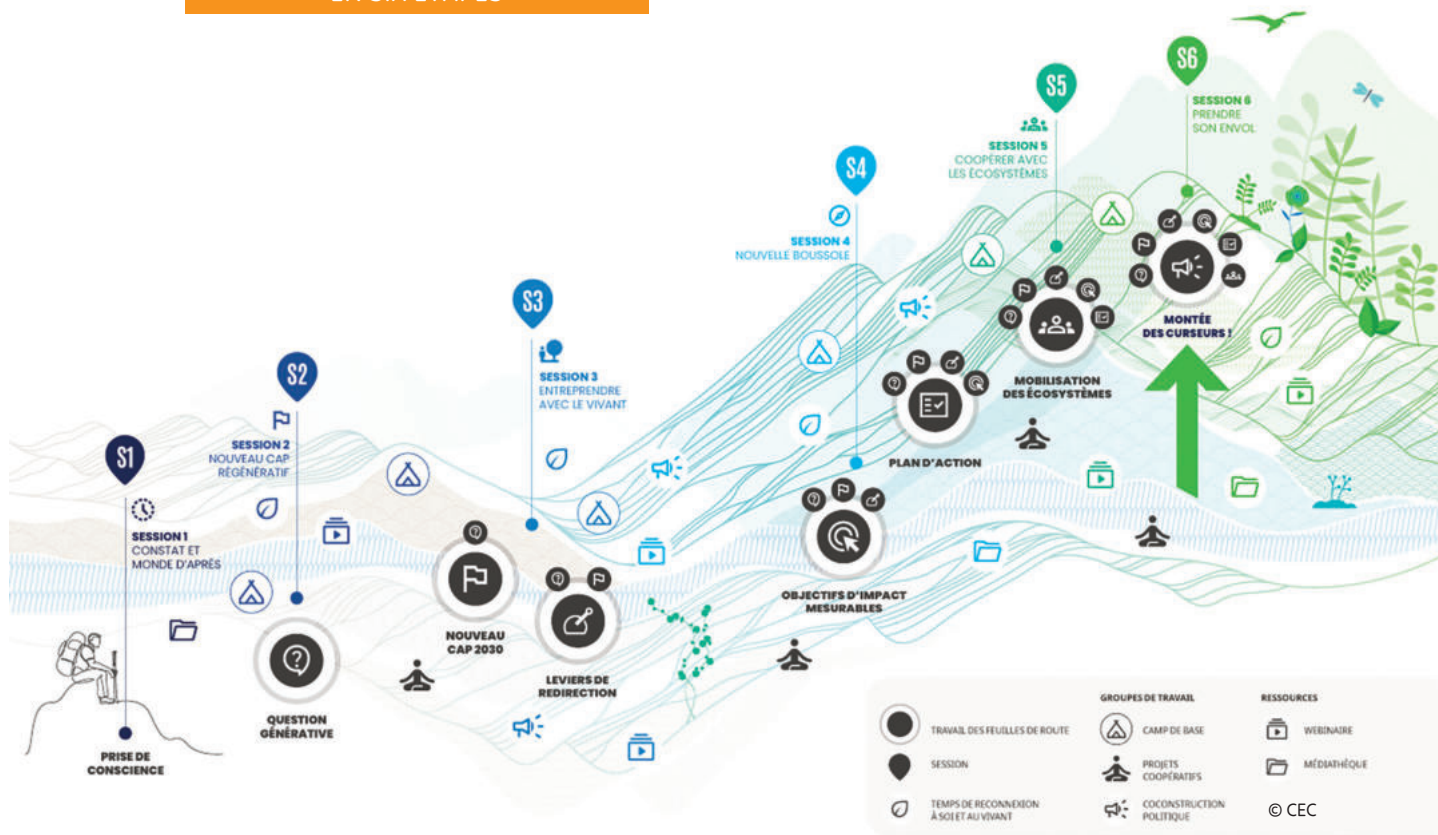 S1
SESSION 1
CONSTAT ET
MONDE D'APRÈS
PRISE DE
CONSCIENCE
S2
SESSION 2
NOUVEAU CAP
RÉGÉNÉRATIF
QUESTION
GÉNÉRATIVE
NOUVEAU
CAP 2030
S3
SESSION 3
ENTREPRENDRE
AVEC LE VIVANT
LEVIERS DE
REDIRECTION
S4
SESSION 4
NOUVELLE BOUSSOLE
OBJECTIFS D'IMPACT
MESURABLES
PLAN D'ACTION
S5
SESSION 5
COOPÉRER AVEC
LES ÉCOSYSTÈMES
MOBILISATION
DES ÉCOSYSTÈMES
S6
SESSION 6
PRENDRE
SON ENVOL
MONTÉE
DES CURSEURS !
TRAVAIL DES FEUILLES DE ROUTE
SESSION
TEMPS DE RECONNEXION
À SOI ET AU VIVANT
GROUPES DE TRAVAIL
CAMP DE BASE
PROJETS
COOPÉRATIFS
COCONSTRUCTION
POLITIQUE
RESSOURCES
WEBINAIRE
MÉDIATHÈQUE
© CEC